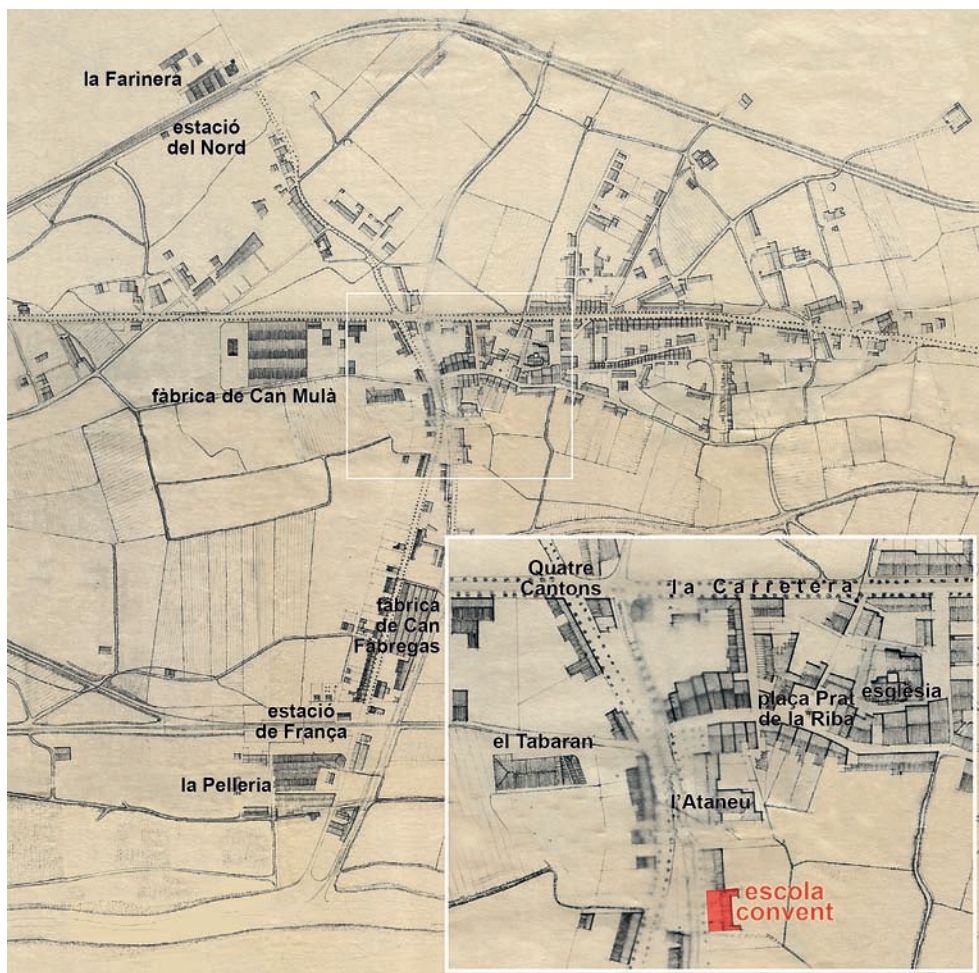 la Farinera
estació
del Nord
fàbrica de Can Mulà
fàbrica
de Can
Fàbregas
estació
de França
la Pelleria
Quatre
Cantons
la Carretera
església
plaça Prat
de la Riba
el Tabaran
l'Ataneu
escola
convent